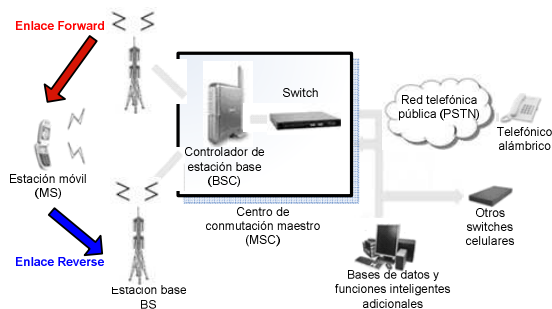 Enlace Forward
Estación móvil
(MS)
Enlace Reverse
Estación base
BS
Switch
Controlador de
estación base
(BSC)
Centro de
conmutación maestro
(MSC)
Red telefónica
pública (PSTN)
Telefónico
alámbrico
Otros
switches
celulares
Bases de datos y
funciones inteligentes
adicionales